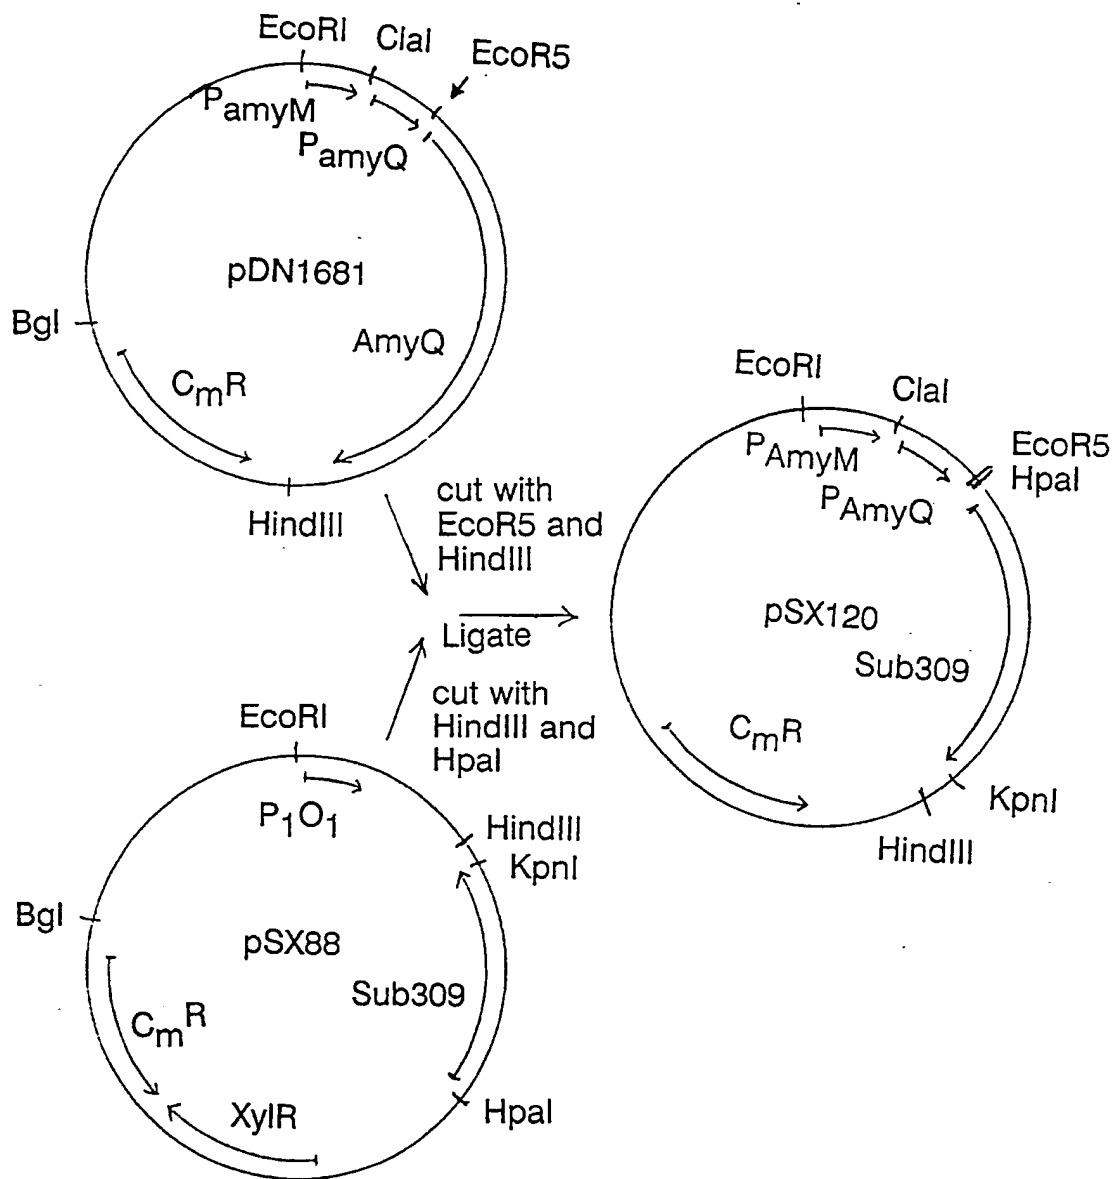 EcoRI
ClaI
EcoR5
PamyM
PamyQ
pDN1681
BglI
AmyQ
CmR
HindIII
cut with
EcoR5 and
HindIII
Ligate
cut with
HindIII and
HpaI
EcoRI
P1O1
HindIII
KpnI
BglI
pSX88
Sub309
CmR
XylR
HpaI
EcoRI
ClaI
EcoR5
HpaI
PAmyM
PAmyQ
pSX120
Sub309
CmR
KpnI
HindIII